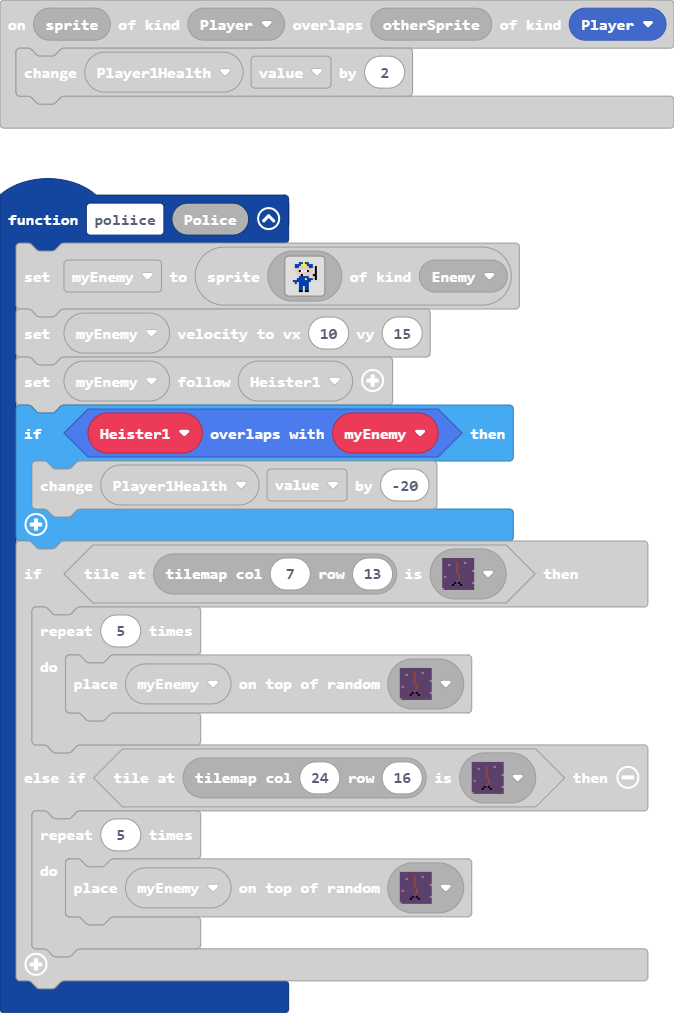 on sprite of kind Player overlaps otherSprite of kind Player
change Player1Health value by 2
function poliice Police
set myEnemy to sprite of kind Enemy
set myEnemy velocity to vx 10 vy 15
set myEnemy follow Heister1
if Heister1 overlaps with myEnemy then
change Player1Health value by -20
if tile at tilemap col 7 row 13 is then
repeat 5 times
do
place myEnemy on top of random
else if tile at tilemap col 24 row 16 is then
repeat 5 times
do
place myEnemy on top of random